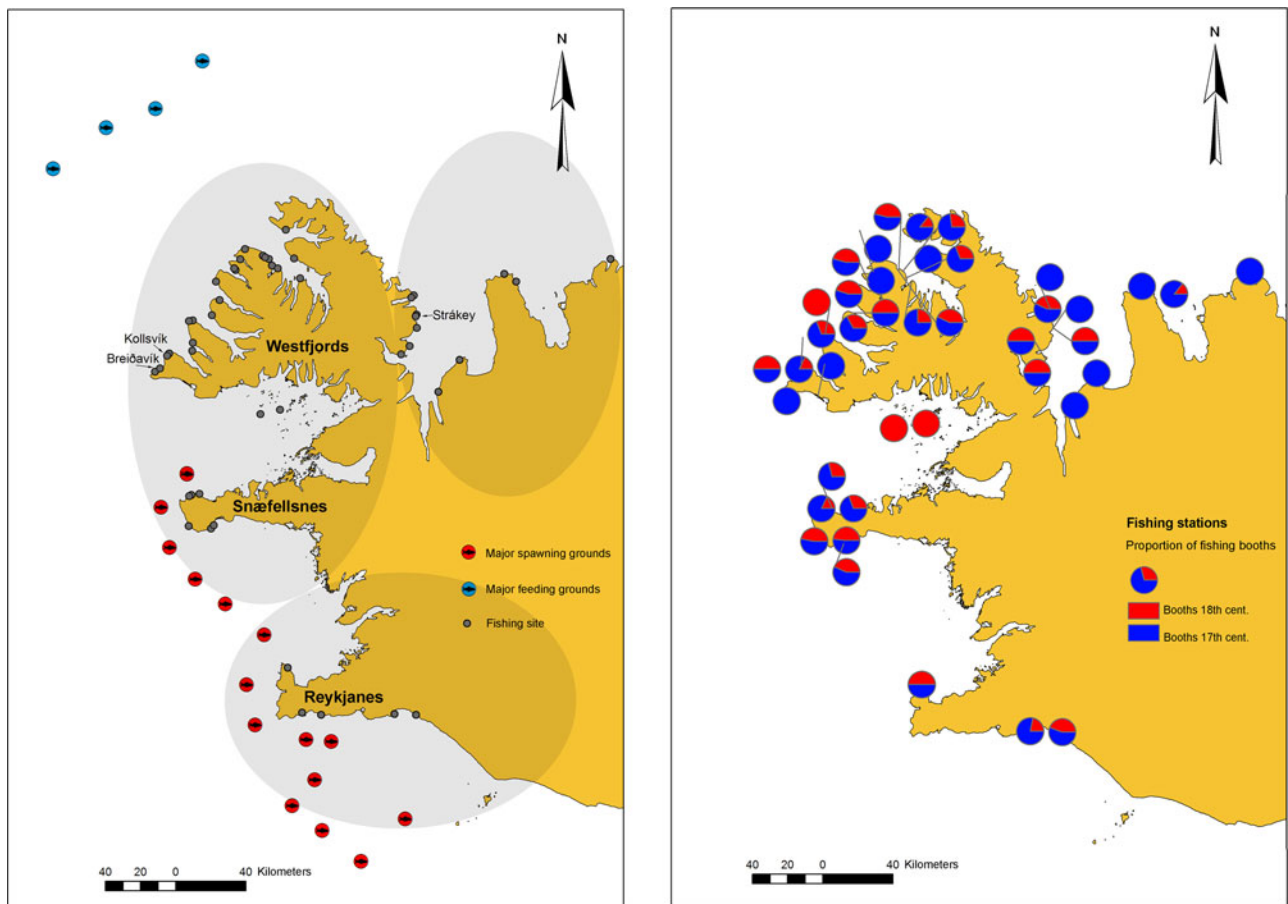 N
Strákey
Kollsvík
Breiðavík
Westfjords
Snæfellsnes
Major spawning grounds
Major feeding grounds
Fishing site
Reykjanes
40 20 0 40 Kilometers
N
Fishing stations
Proportion of fishing booths
Booths 18th cent.
Booths 17th cent.
40 20 0 40 Kilometers